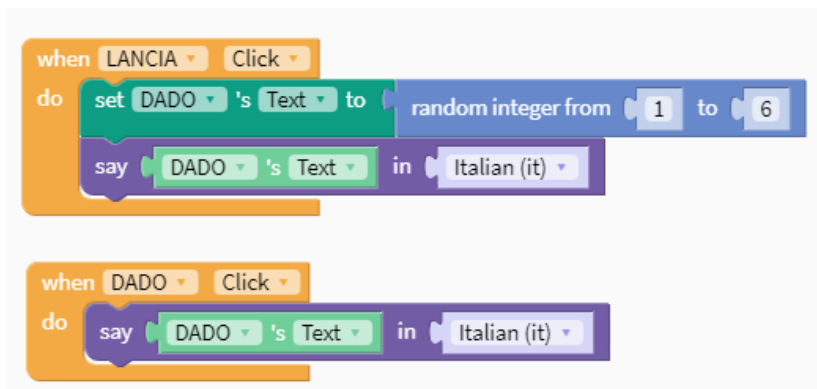 when LANCIA Click
do set DADO 's Text to random integer from 1 to 6
say DADO 's Text in Italian (it)
when DADO Click
do say DADO 's Text in Italian (it)